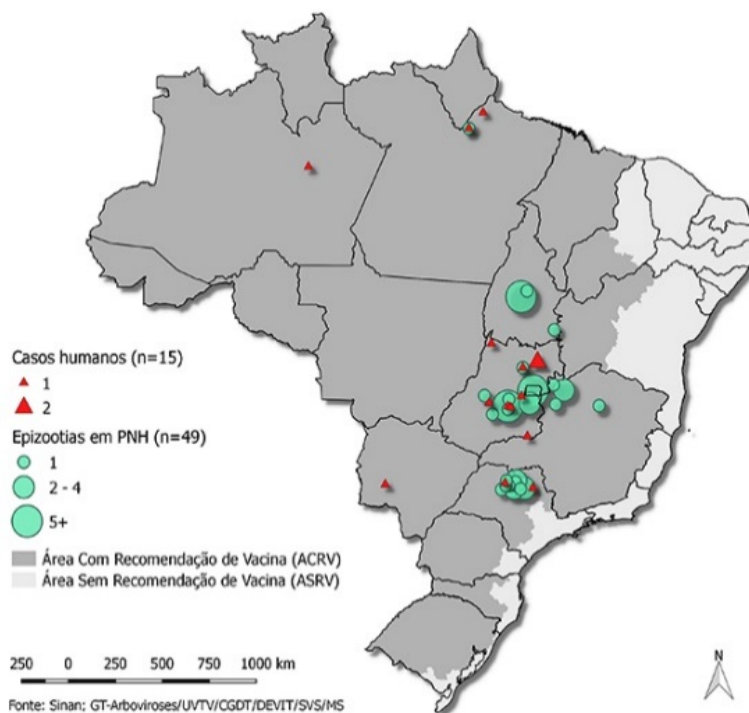 Casos humanos (n=15)
1
2
Epizootias em PNH (n=49)
1
2 - 4
5+
Área Com Recomendação de Vacina (ACRV)
Área Sem Recomendação de Vacina (ASRV)
250 0 250 500 750 1000 km
N
Fonte: Sinan; GT-Arboviroses/UVTV/CGDT/DEVIT/SVS/MS